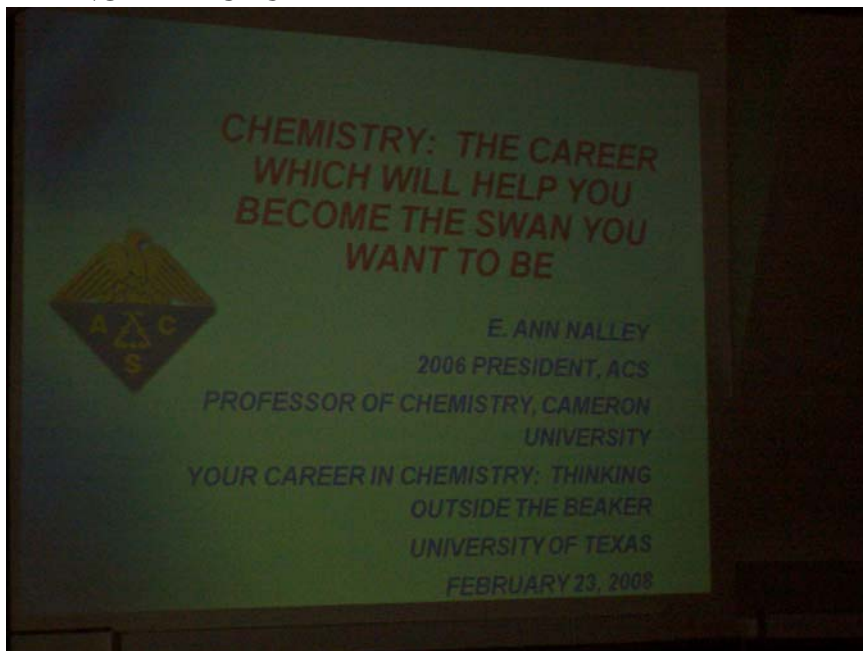 CHEMISTRY: THE CAREER
WHICH WILL HELP YOU
BECOME THE SWAN YOU
WANT TO BE
A C
S
E. ANN NALLEY
2006 PRESIDENT, ACS
PROFESSOR OF CHEMISTRY, CAMERON
UNIVERSITY
YOUR CAREER IN CHEMISTRY: THINKING
OUTSIDE THE BEAKER
UNIVERSITY OF TEXAS
FEBRUARY 23, 2008